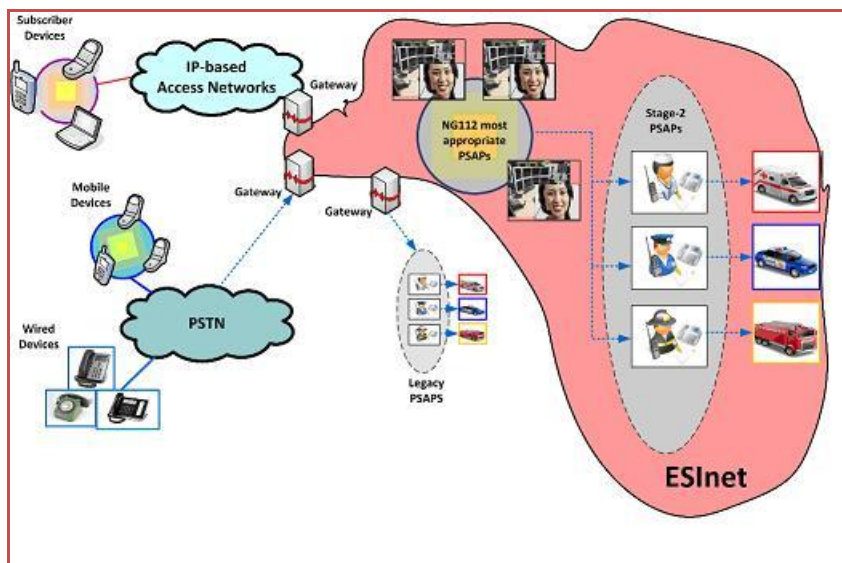 Subscriber
Devices
IP-based
Access Networks
Gateway
NG112 most
appropriate
PSAPs
Stage-2
PSAPs
Mobile
Devices
Gateway
Gateway
PSTN
Wired
Devices
Legacy
PSAPS
ESInet